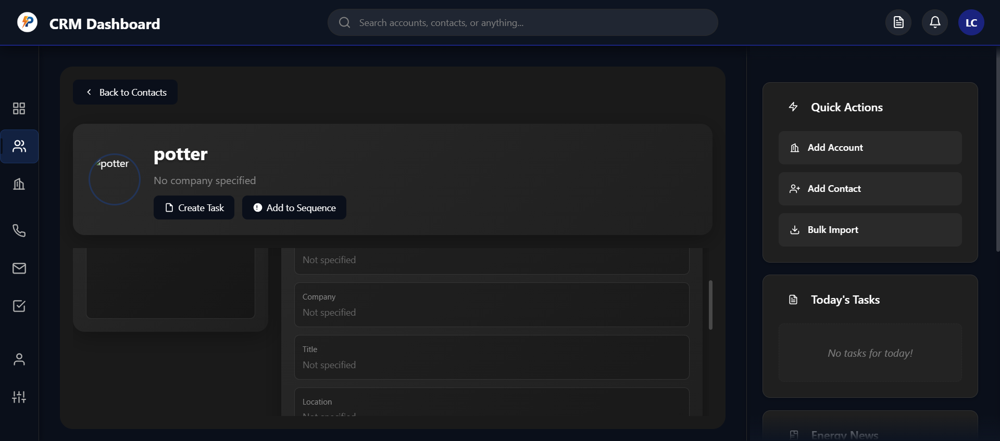 P
CRM Dashboard
Search accounts, contacts, or anything...
LC
Back to Contacts
potter
potter
No company specified
Create Task
Add to Sequence
Not specified
Company
Not specified
Title
Not specified
Location
Not specified
Quick Actions
Add Account
Add Contact
Bulk Import
Today's Tasks
No tasks for today!
Energy News